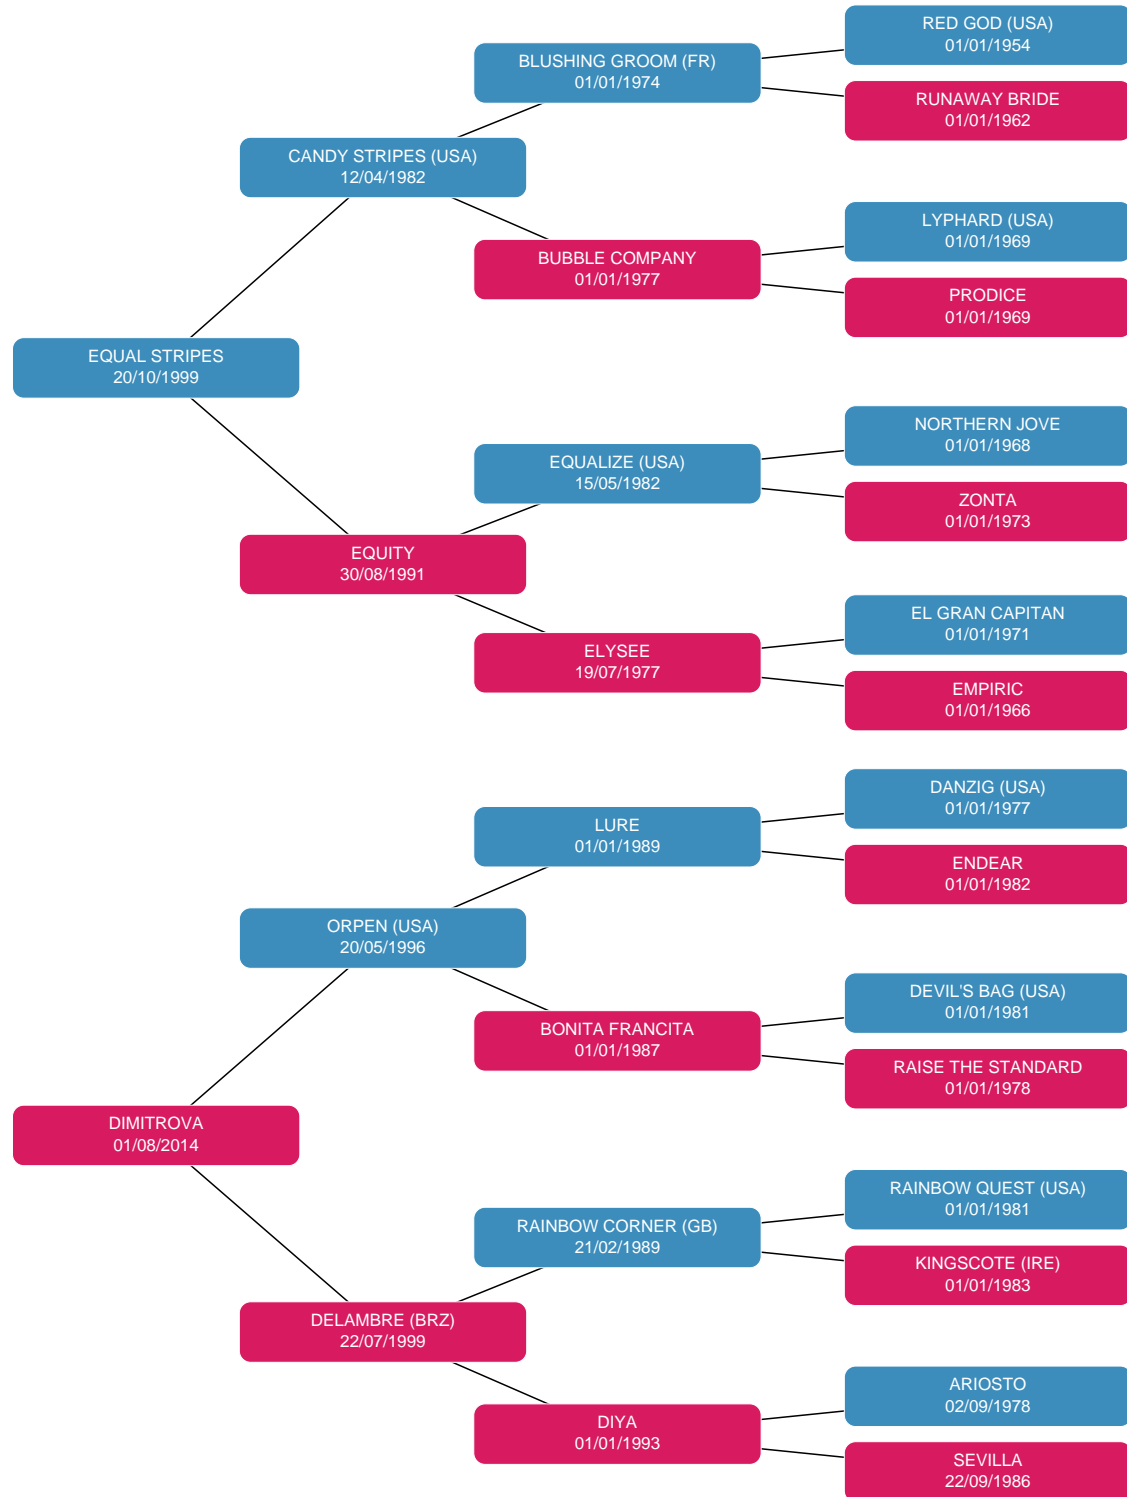 RED GOD (USA)
01/01/1954
BLUSHING GROOM (FR)
01/01/1974
RUNAWAY BRIDE
01/01/1962
CANDY STRIPES (USA)
12/04/1982
LYPHARD (USA)
01/01/1969
BUBBLE COMPANY
01/01/1977
PRODICE
01/01/1969
EQUAL STRIPES
20/10/1999
NORTHERN JOVE
01/01/1968
EQUALIZE (USA)
15/05/1982
ZONTA
01/01/1973
EQUITY
30/08/1991
EL GRAN CAPITAN
01/01/1971
ELYSEE
19/07/1977
EMPIRIC
01/01/1966
DANZIG (USA)
01/01/1977
LURE
01/01/1989
ENDEAR
01/01/1982
ORPEN (USA)
20/05/1996
DEVIL'S BAG (USA)
01/01/1981
BONITA FRANCITA
01/01/1987
RAISE THE STANDARD
01/01/1978
DIMITROVA
01/08/2014
RAINBOW QUEST (USA)
01/01/1981
RAINBOW CORNER (GB)
21/02/1989
KINGSCOTE (IRE)
01/01/1983
DELAMBRE (BRZ)
22/07/1999
ARIOSTO
02/09/1978
DIYA
01/01/1993
SEVILLA
22/09/1986